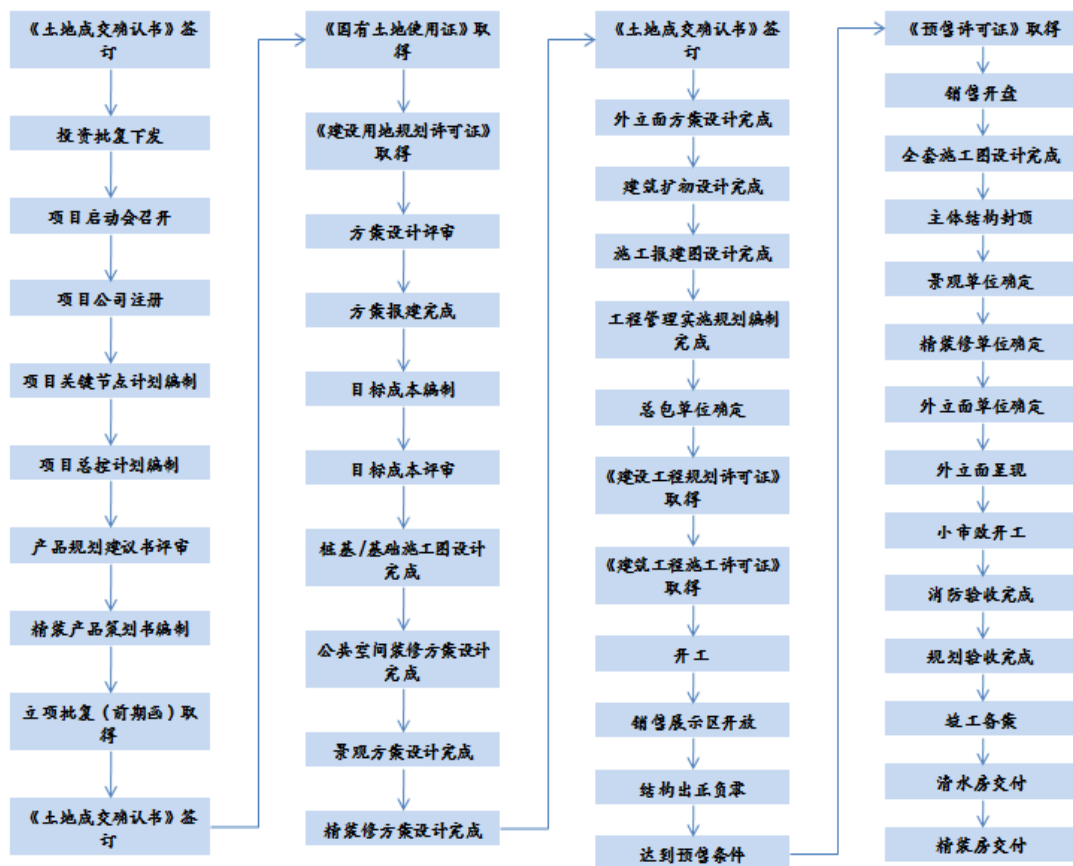 《土地成交确认书》签
订
投资批复下发
项目启动会召开
项目公司注册
项目关键节点计划编制
项目总控计划编制
产品规划建议书评审
精装产品策划书编制
立项批复（前期函）取
得
《土地成交确认书》签
订
《国有土地使用证》取
得
《建设用地规划许可证》
取得
方案设计评审
方案报建完成
目标成本编制
目标成本评审
桩基/基础施工图设计
完成
公共空间装修方案设计
完成
景观方案设计完成
精装修方案设计完成
《土地成交确认书》签
订
外立面方案设计完成
建筑扩初设计完成
施工报建图设计完成
工程管理实施规划编制
完成
总包单位确定
《建设工程规划许可证》
取得
《建筑工程施工许可证》
取得
开工
销售展示区开放
结构出正负零
达到预售条件
《预售许可证》取得
销售开盘
全套施工图设计完成
主体结构封顶
景观单位确定
精装修单位确定
外立面单位确定
外立面呈现
小市政开工
消防验收完成
规划验收完成
竣工备案
清水房交付
精装房交付